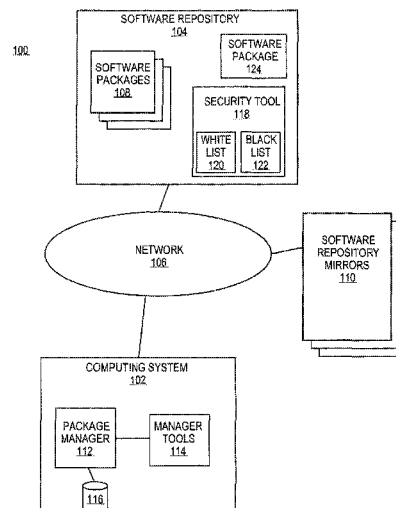 SOFTWARE REPOSITORY
104
100
SOFTWARE
PACKAGES
108
SOFTWARE
PACKAGE
124
SECURITY TOOL
118
WHITE
LIST
120
BLACK
LIST
122
NETWORK
106
SOFTWARE
REPOSITORY
MIRRORS
110
COMPUTING SYSTEM
102
PACKAGE
MANAGER
112
MANAGER
TOOLS
114
116